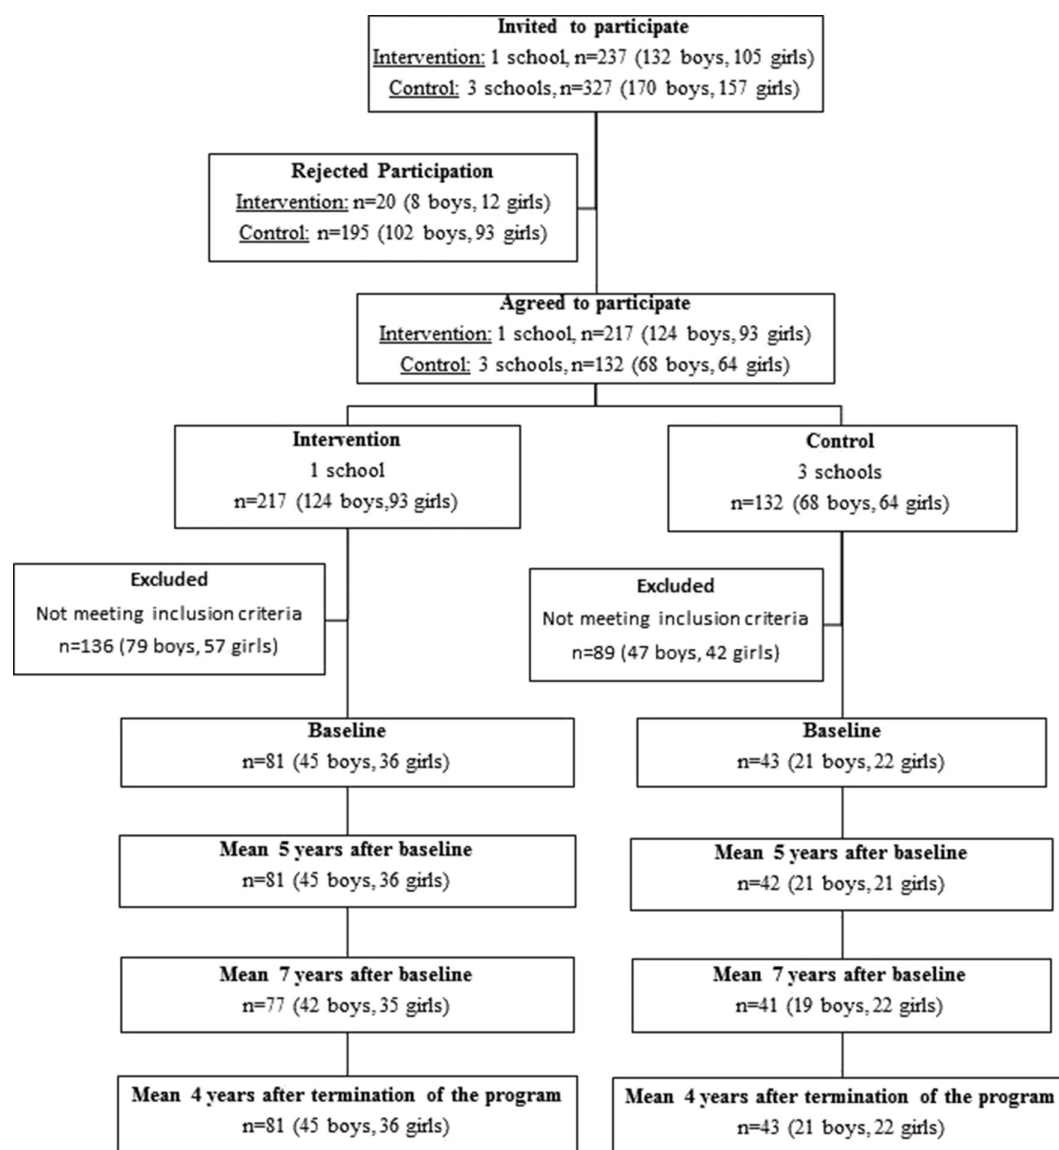 Invited to participate
Intervention: 1 school, n=237 (132 boys, 105 girls)
Control: 3 schools, n=327 (170 boys, 157 girls)
Rejected Participation
Intervention: n=20 (8 boys, 12 girls)
Control: n=195 (102 boys, 93 girls)
Agreed to participate
Intervention: 1 school, n=217 (124 boys, 93 girls)
Control: 3 schools, n=132 (68 boys, 64 girls)
Intervention
1 school
n=217 (124 boys,93 girls)
Control
3 schools
n=132 (68 boys, 64 girls)
Excluded
Not meeting inclusion criteria
n=136 (79 boys, 57 girls)
Excluded
Not meeting inclusion criteria
n=89 (47 boys, 42 girls)
Baseline
n=81 (45 boys, 36 girls)
Baseline
n=43 (21 boys, 22 girls)
Mean 5 years after baseline
n=81 (45 boys, 36 girls)
Mean 5 years after baseline
n=42 (21 boys, 21 girls)
Mean 7 years after baseline
n=77 (42 boys, 35 girls)
Mean 7 years after baseline
n=41 (19 boys, 22 girls)
Mean 4 years after termination of the program
n=81 (45 boys, 36 girls)
Mean 4 years after termination of the program
n=43 (21 boys, 22 girls)